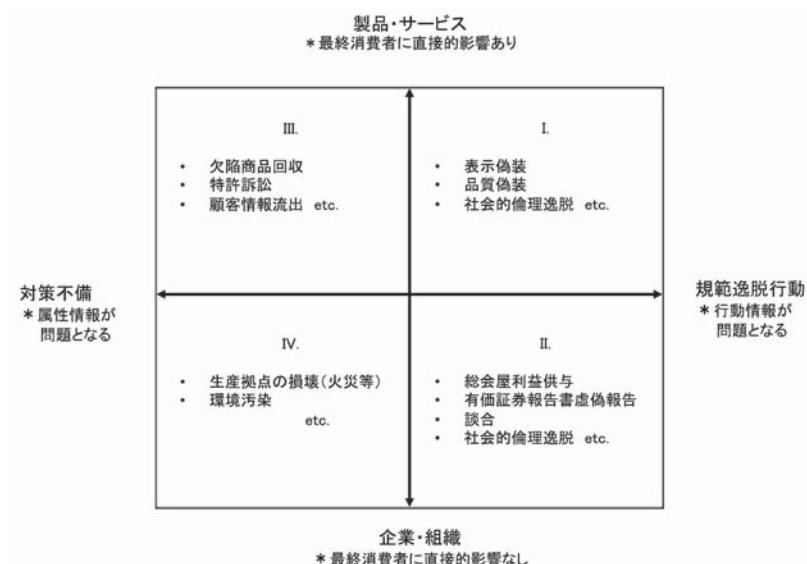 製品・サービス
＊最終消費者に直接的影響あり
III.
・ 欠陥商品回収
・ 特許訴訟
・ 顧客情報流出 etc.
I.
・ 表示偽装
・ 品質偽装
・ 社会的倫理逸脱 etc.
対策不備
＊属性情報が
問題となる
規範逸脱行動
＊行動情報が
問題となる
IV.
・ 生産拠点の損壊(火災等)
・ 環境汚染
etc.
II.
・ 総会屋利益供与
・ 有価証券報告書虚偽報告
・ 談合
・ 社会的倫理逸脱 etc.
企業・組織
＊最終消費者に直接的影響なし